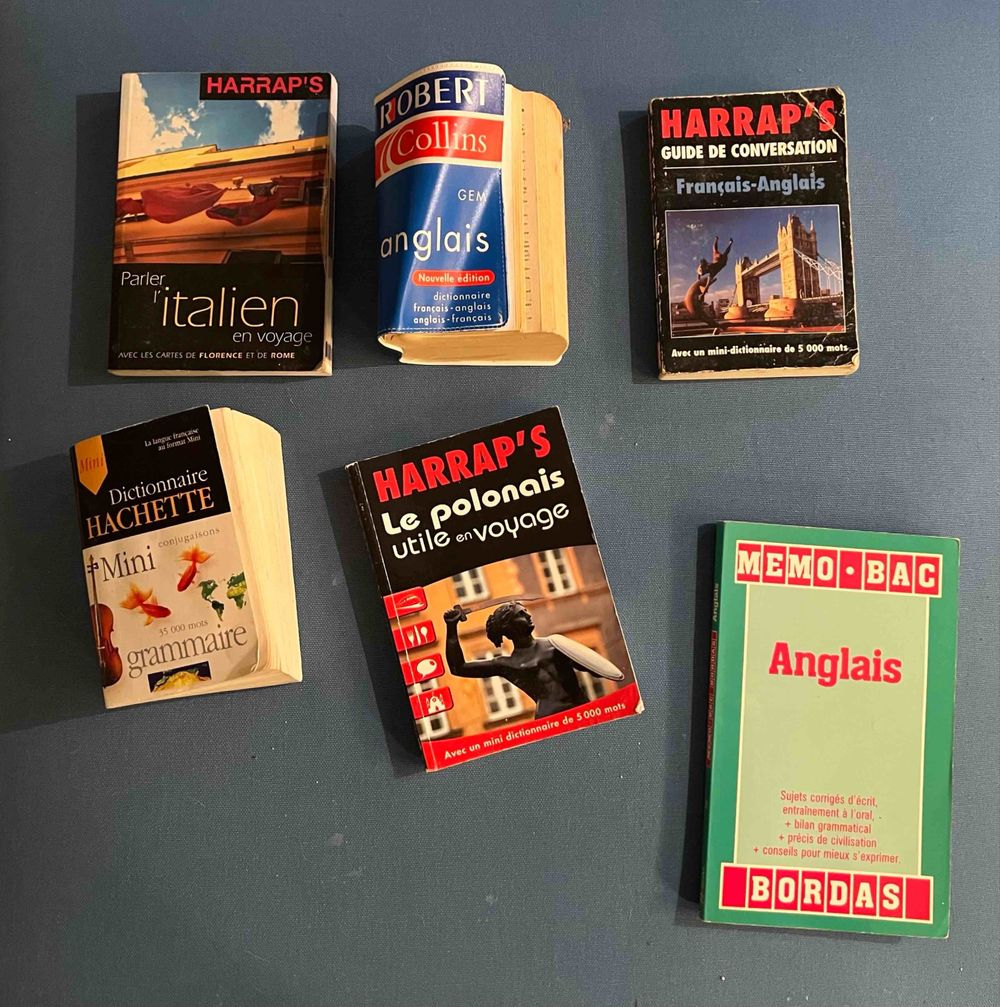 HARRAP'S
Parler
l'italien
en voyage
AVEC LES CARTES DE FLORENCE ET DE ROME
ROBERT
Collins
GEM
anglais
Nouvelle édition
dictionnaire
français-anglais
anglais-français
HARRAP'S
GUIDE DE CONVERSATION
Français-Anglais
Avec un mini-dictionnaire de 5 000 mots
La langue française
au format Mini
Mini
Dictionnaire
HACHETTE
conjugaisons
Mini
35 000 mots
grammaire
HARRAP'S
Le polonais
utile en voyage
Avec un mini dictionnaire de 5 000 mots
MEMO•BAC
Anglais
Sujets corrigés d'écrit,
entraînement à l'oral,
+ bilan grammatical
+ précis de civilisation
+ conseils pour mieux s'exprimer.
BORDAS
Anglais